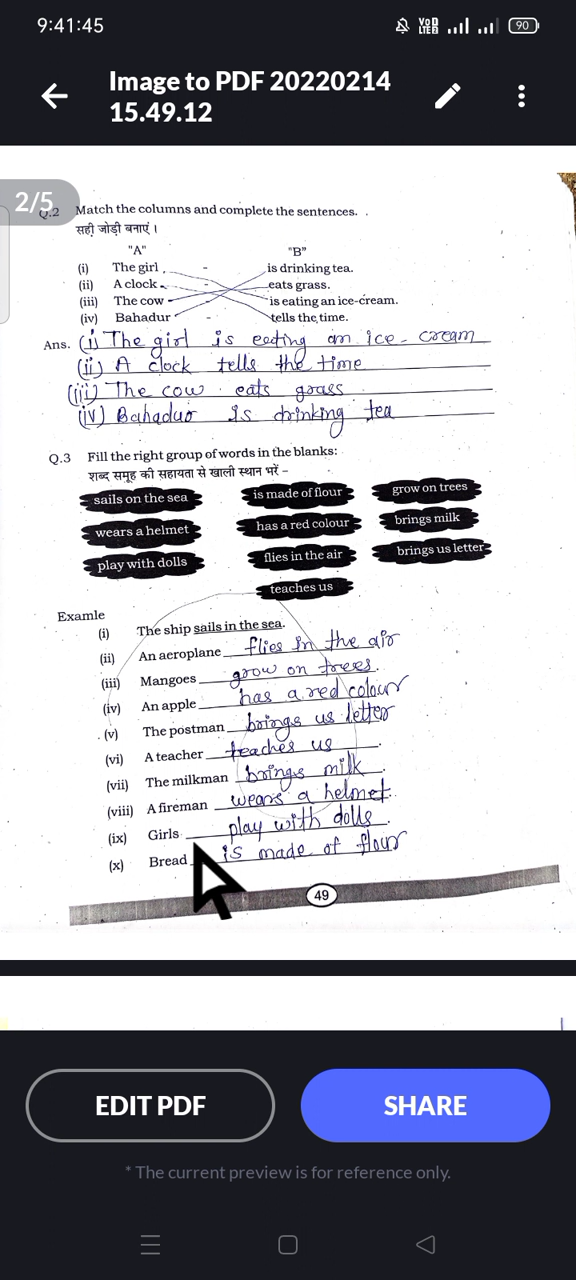 9:41:45 VoD LTE2 90
Image to PDF 20220214
15.49.12
2/5
Q.2 Match the columns and complete the sentences.
सही जोड़ी बनाएं।
"A" "B"
(i) The girl is drinking tea.
(ii) A clock eats grass.
(iii) The cow is eating an ice-cream.
(iv) Bahadur tells the time.
Ans. (i) The girl is eating an ice-cream
(ii) A clock tells the time
(iii) The cow eats grass
(iv) Bahadur is drinking tea
Q.3 Fill the right group of words in the blanks:
शब्द समूह की सहायता से खाली स्थान भरें –
sails on the sea is made of flour grow on trees
wears a helmet has a red colour brings milk
play with dolls flies in the air brings us letter
teaches us
Examle
(i) The ship sails in the sea.
(ii) An aeroplane flies in the air
(iii) Mangoes grow on trees.
(iv) An apple has a red colour
(v) The postman brings us letter
(vi) A teacher teaches us.
(vii) The milkman brings milk.
(viii) A fireman wears a helmet.
(ix) Girls play with dolls.
(x) Bread is made of flour
49
EDIT PDF SHARE
* The current preview is for reference only.